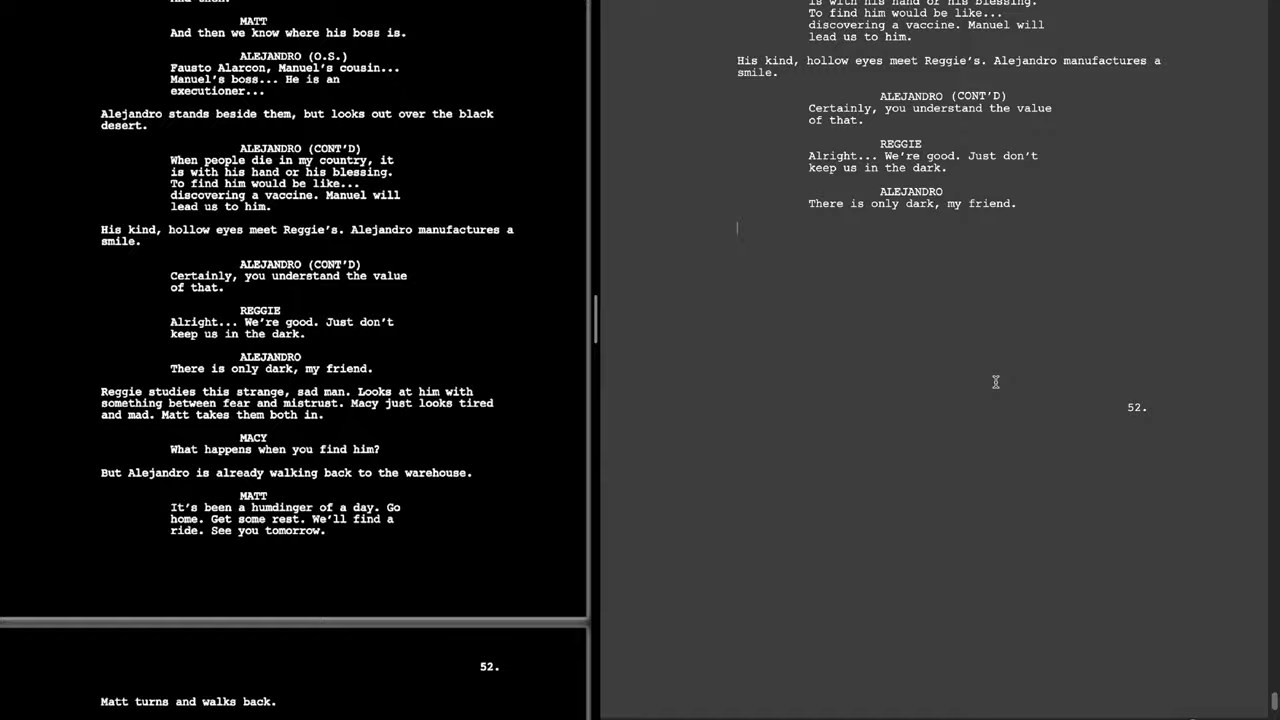 MATT
And then we know where his boss is.
ALEJANDRO (O.S.)
Fausto Alarcon, Manuel's cousin...
Manuel's boss... He is an
executioner...
Alejandro stands beside them, but looks out over the black
desert.
ALEJANDRO (CONT'D)
When people die in my country, it
is with his hand or his blessing.
To find him would be like...
discovering a vaccine. Manuel will
lead us to him.
His kind, hollow eyes meet Reggie's. Alejandro manufactures a
smile.
ALEJANDRO (CONT'D)
Certainly, you understand the value
of that.
REGGIE
Alright... We're good. Just don't
keep us in the dark.
ALEJANDRO
There is only dark, my friend.
Reggie studies this strange, sad man. Looks at him with
something between fear and mistrust. Macy just looks tired
and mad. Matt takes them both in.
MACY
What happens when you find him?
But Alejandro is already walking back to the warehouse.
MATT
It's been a humdinger of a day. Go
home. Get some rest. We'll find a
ride. See you tomorrow.
52.
Matt turns and walks back.
is with his hand or his blessing.
To find him would be like...
discovering a vaccine. Manuel will
lead us to him.
His kind, hollow eyes meet Reggie's. Alejandro manufactures a
smile.
ALEJANDRO (CONT'D)
Certainly, you understand the value
of that.
REGGIE
Alright... We're good. Just don't
keep us in the dark.
ALEJANDRO
There is only dark, my friend.
52.